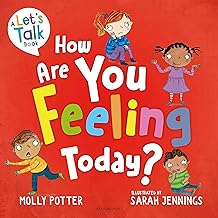 A Let's
Talk
Book
How
Are You
Feeling
Today?
MOLLY POTTER
ILLUSTRATED BY
SARAH JENNINGS